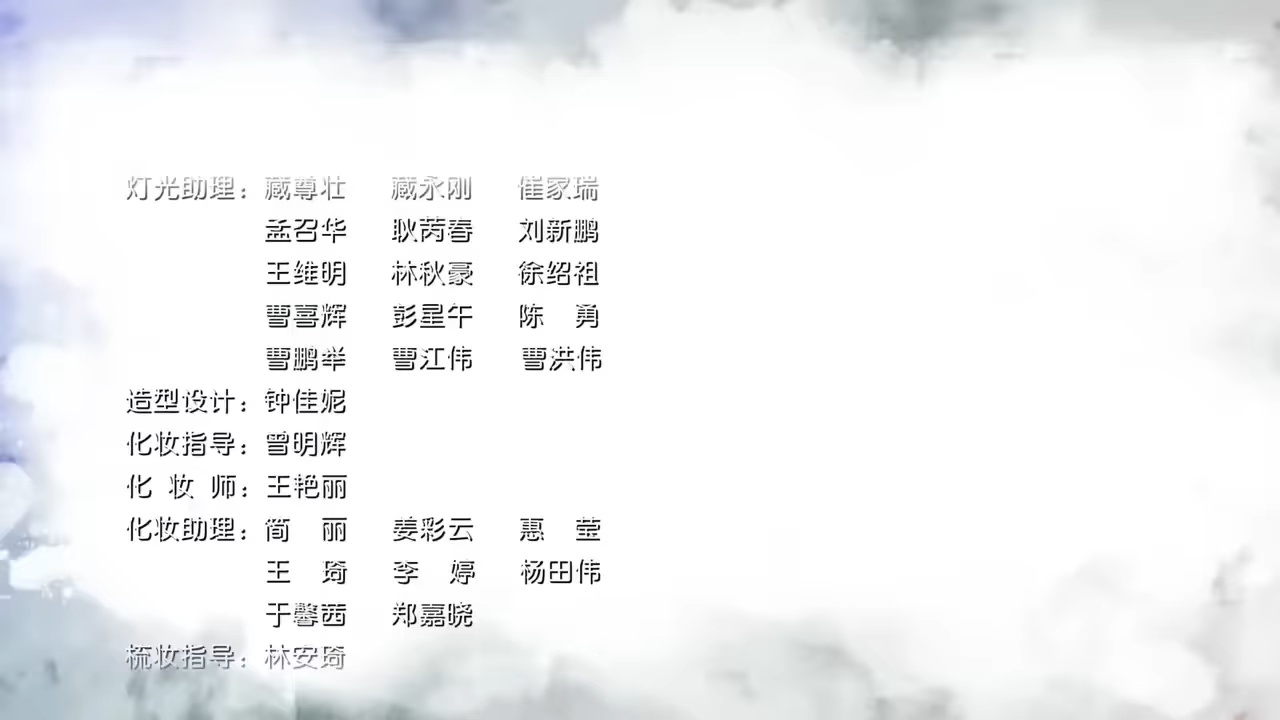 灯光助理：藏尊壮 藏永刚 催家瑞
孟召华 耿芮春 刘新鹏
王维明 林秋豪 徐绍祖
曹喜辉 彭星午 陈 勇
曹鹏举 曹江伟 曹洪伟
造型设计：钟佳妮
化妆指导：曾明辉
化 妆 师：王艳丽
化妆助理：简 丽 姜彩云 惠 莹
王 琦 李 婷 杨田伟
于馨茜 郑嘉晓
梳妆指导：林安琦